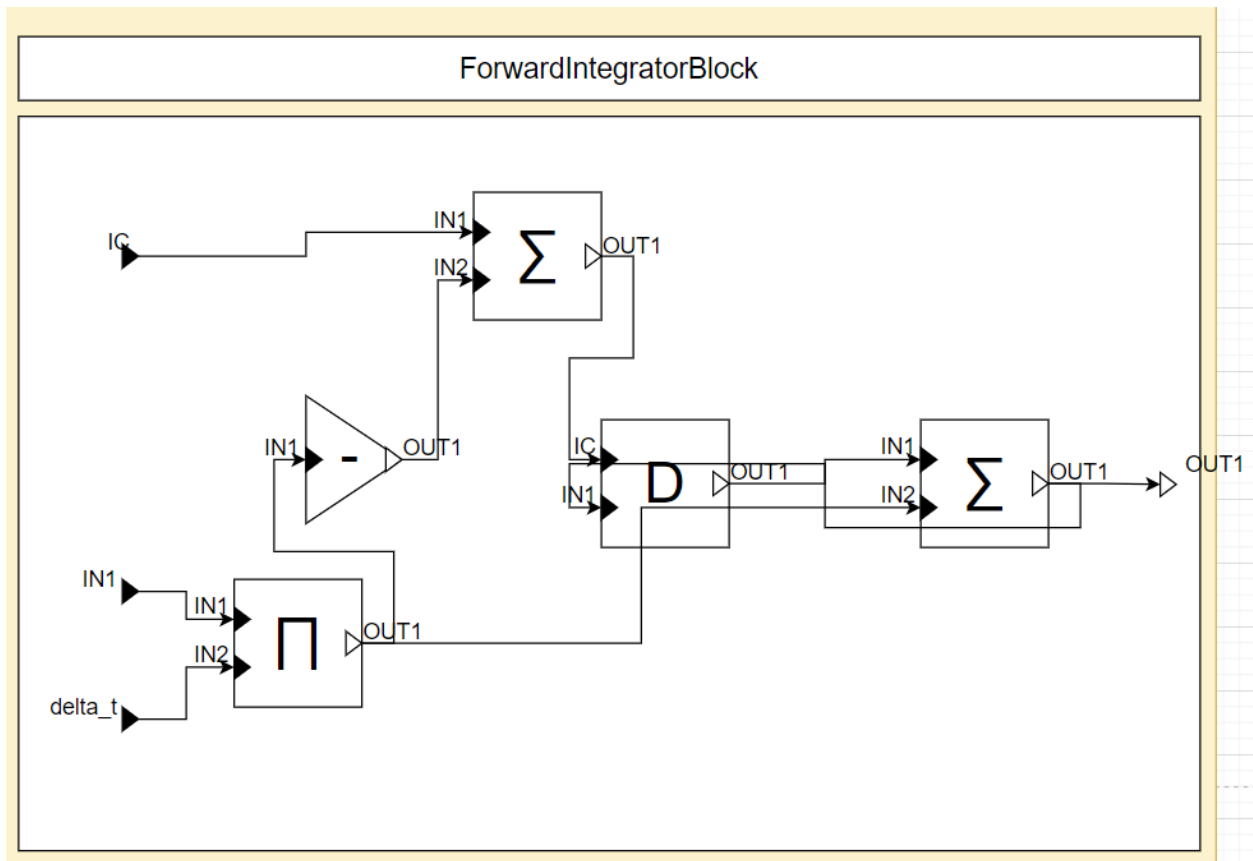 ForwardIntegratorBlock
IC
IN1
IN2
∑
OUT1
IN1
-
OUT1
IC
IN1
D
OUT1
IN1
IN2
∑
OUT1
OUT1
IN1
delta_t
IN1
IN2
∏
OUT1